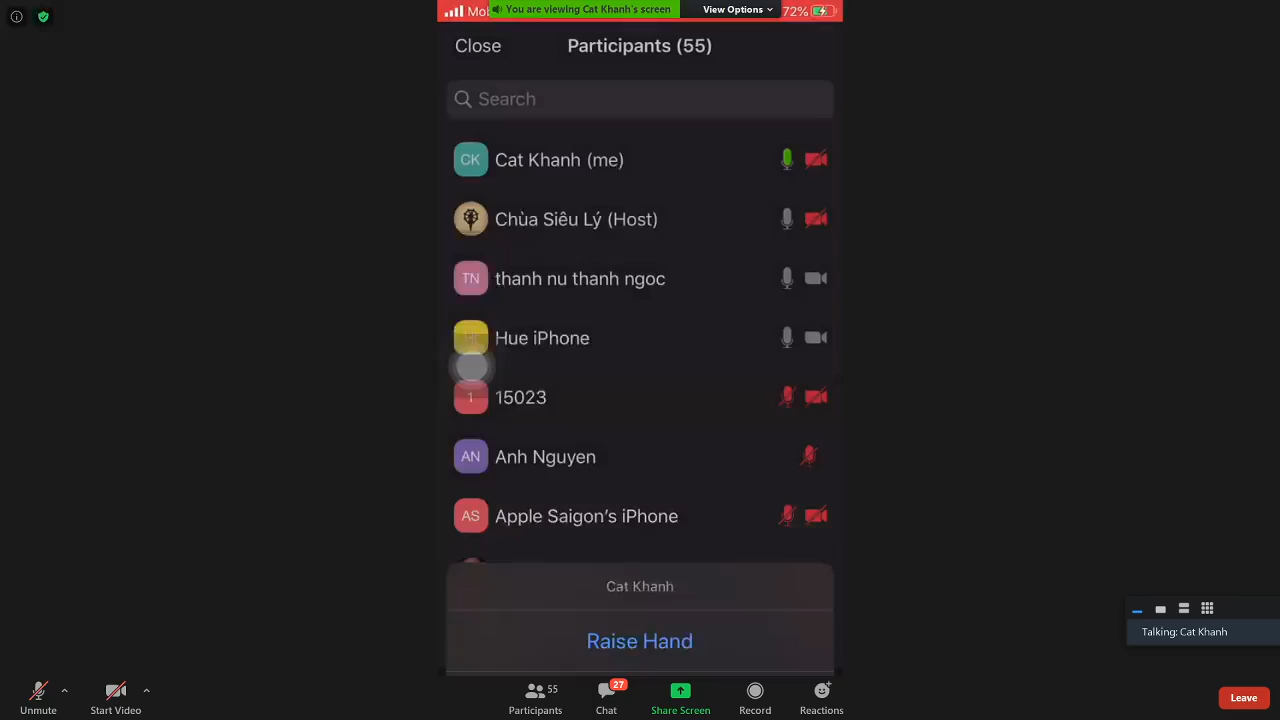 Mob
You are viewing Cat Khanh's screen
View Options
72%
Close
Participants (55)
Search
CK
Cat Khanh (me)
Chùa Siêu Lý (Host)
TN
thanh nu thanh ngoc
Hue iPhone
1
15023
AN
Anh Nguyen
AS
Apple Saigon's iPhone
Cat Khanh
Raise Hand
Talking: Cat Khanh
Unmute
Start Video
55
Participants
27
Chat
Share Screen
Record
Reactions
Leave